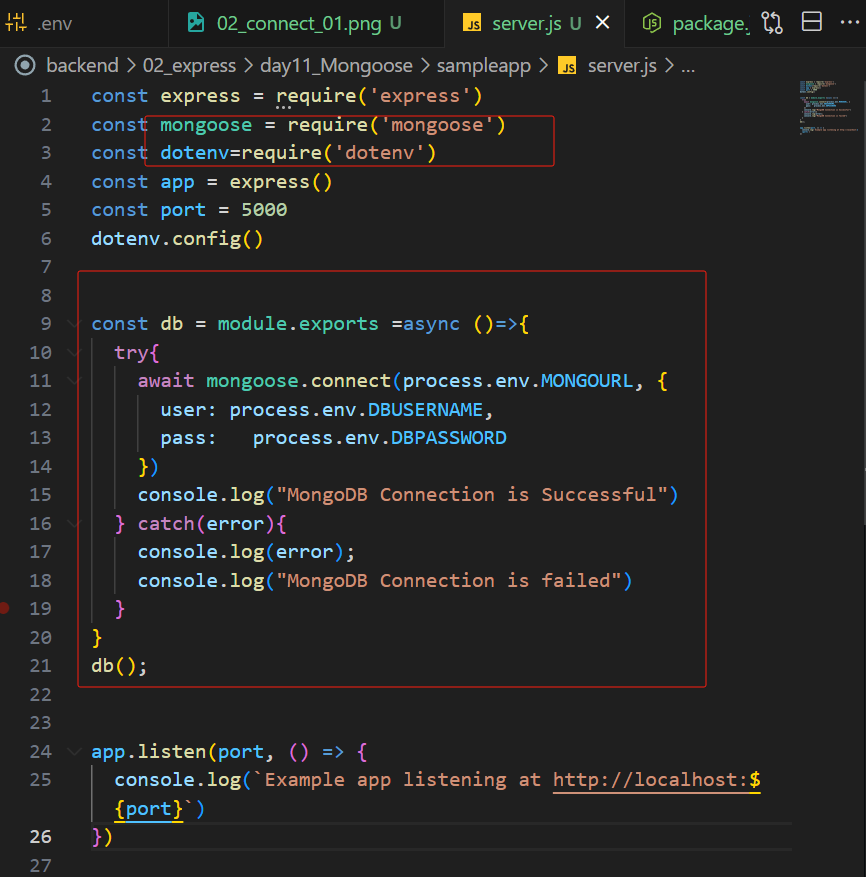 .env
02_connect_01.png U
server.js U
package.
backend > 02_express > day11_Mongoose > sampleapp > server.js > ...
1 const express = require('express')
2 const mongoose = require('mongoose')
3 const dotenv=require('dotenv')
4 const app = express()
5 const port = 5000
6 dotenv.config()
7
8
9 const db = module.exports =async ()=>{
10 try{
11 await mongoose.connect(process.env.MONGOURL, {
12 user: process.env.DBUSERNAME,
13 pass:   process.env.DBPASSWORD
14 })
15 console.log("MongoDB Connection is Successful")
16 } catch(error){
17 console.log(error);
18 console.log("MongoDB Connection is failed")
19 }
20 }
21 db();
22
23
24 app.listen(port, () => {
25 console.log(`Example app listening at http://localhost:$
{port}`)
26 })
27